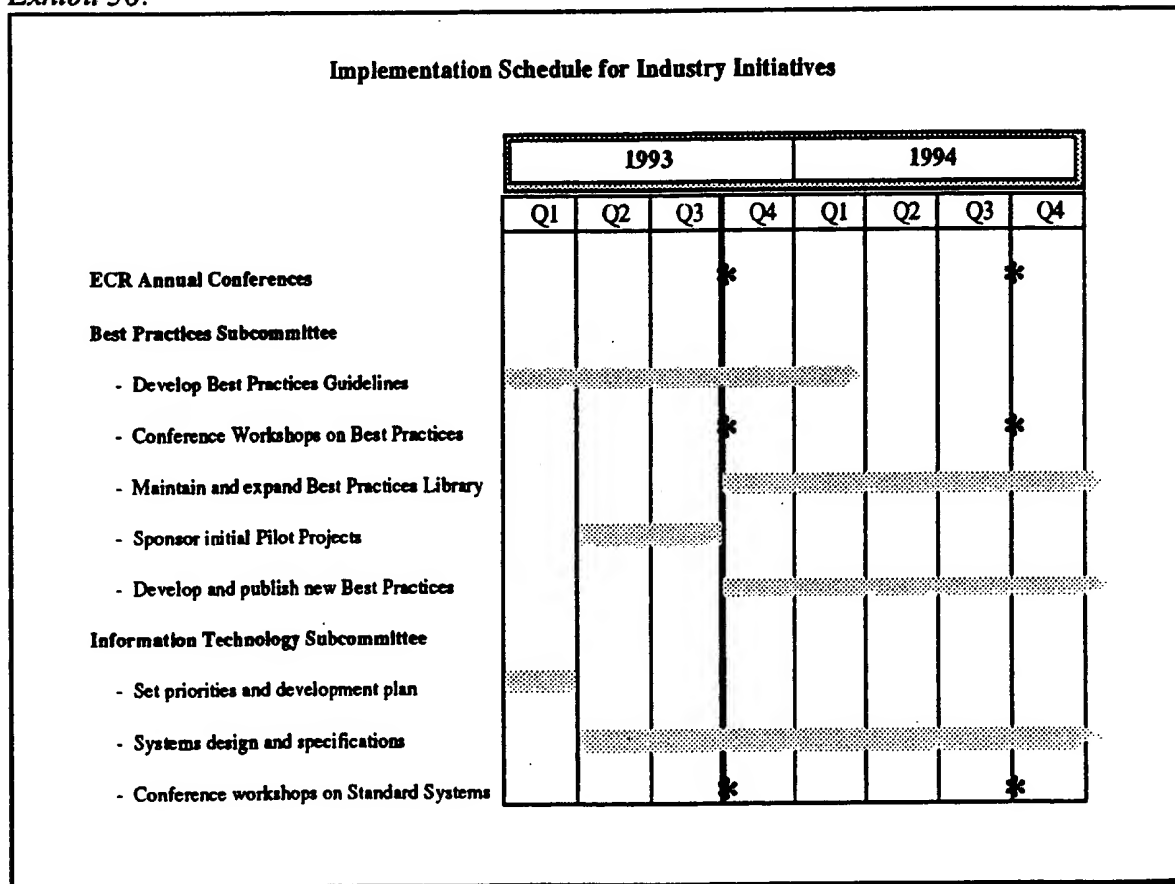 Implementation Schedule for Industry Initiatives
1993 1994
Q1 Q2 Q3 Q4 Q1 Q2 Q3 Q4
ECR Annual Conferences * *
Best Practices Subcommittee
- Develop Best Practices Guidelines
- Conference Workshops on Best Practices * *
- Maintain and expand Best Practices Library
- Sponsor initial Pilot Projects
- Develop and publish new Best Practices
Information Technology Subcommittee
- Set priorities and development plan
- Systems design and specifications
- Conference workshops on Standard Systems * *